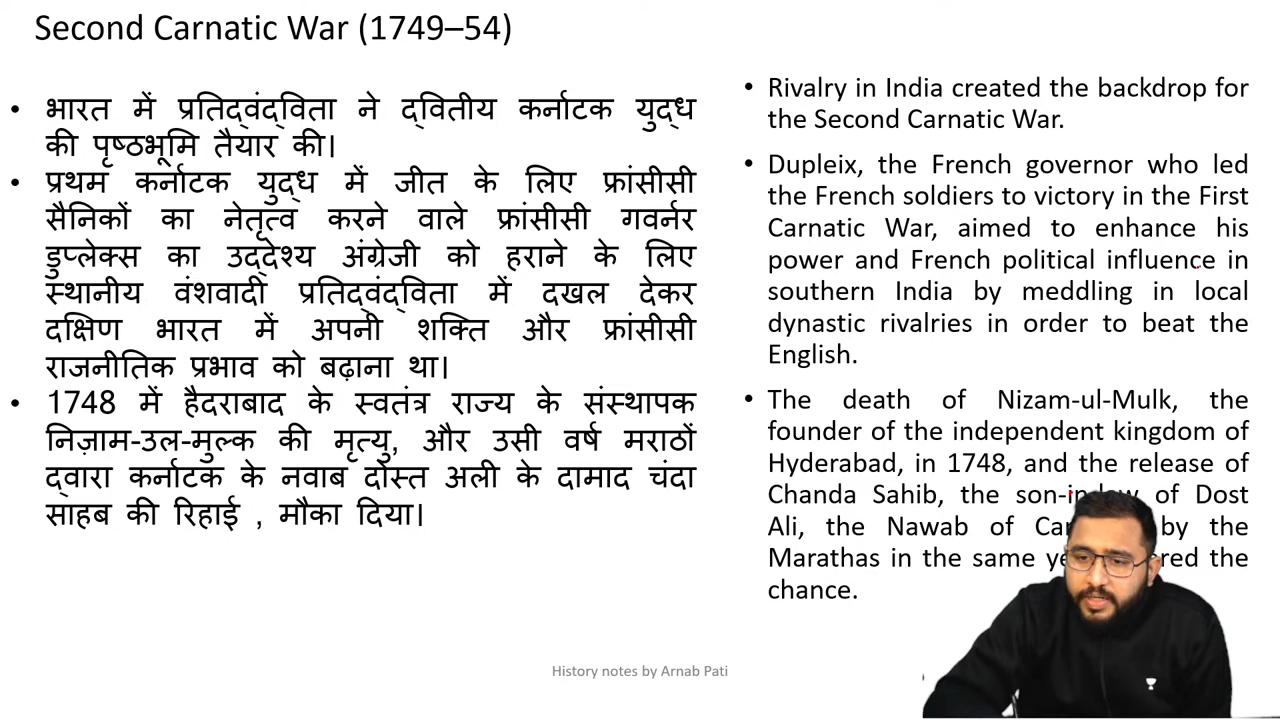 Second Carnatic War (1749–54)
• भारत में प्रतिद्वंद्विता ने द्वितीय कर्नाटक युद्ध
की पृष्ठभूमि तैयार की।
• प्रथम कर्नाटक युद्ध में जीत के लिए फ्रांसीसी
सैनिकों का नेतृत्व करने वाले फ्रांसीसी गवर्नर
डुप्लेक्स का उद्देश्य अंग्रेजी को हराने के लिए
स्थानीय वंशवादी प्रतिद्वंद्विता में दखल देकर
दक्षिण भारत में अपनी शक्ति और फ्रांसीसी
राजनीतिक प्रभाव को बढ़ाना था।
• 1748 में हैदराबाद के स्वतंत्र राज्य के संस्थापक
निज़ाम-उल-मुल्क की मृत्यु, और उसी वर्ष मराठों
द्वारा कर्नाटक के नवाब दोस्त अली के दामाद चंदा
साहब की रिहाई , मौका दिया।
• Rivalry in India created the backdrop for
the Second Carnatic War.
• Dupleix, the French governor who led
the French soldiers to victory in the First
Carnatic War, aimed to enhance his
power and French political influence in
southern India by meddling in local
dynastic rivalries in order to beat the
English.
• The death of Nizam-ul-Mulk, the
founder of the independent kingdom of
Hyderabad, in 1748, and the release of
Chanda Sahib, the son-in-law of Dost
Ali, the Nawab of by the
Marathas in the same the
chance.
History notes by Arnab Pati